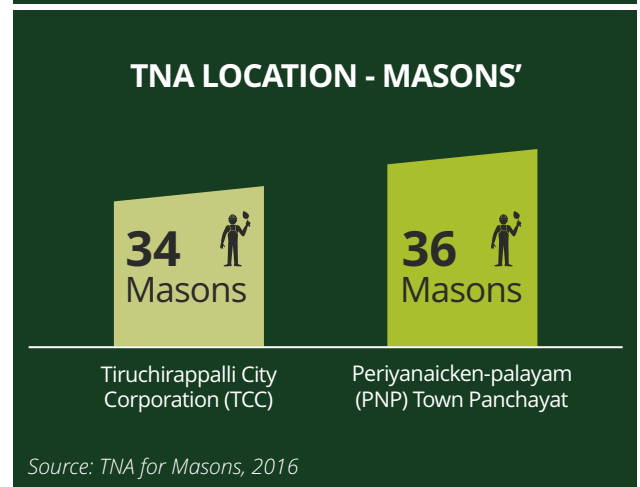 TNA LOCATION - MASONS’
34
Masons
36
Masons
Tiruchirappalli City
Corporation (TCC)
Periyanaicken-palayam
(PNP) Town Panchayat
Source: TNA for Masons, 2016